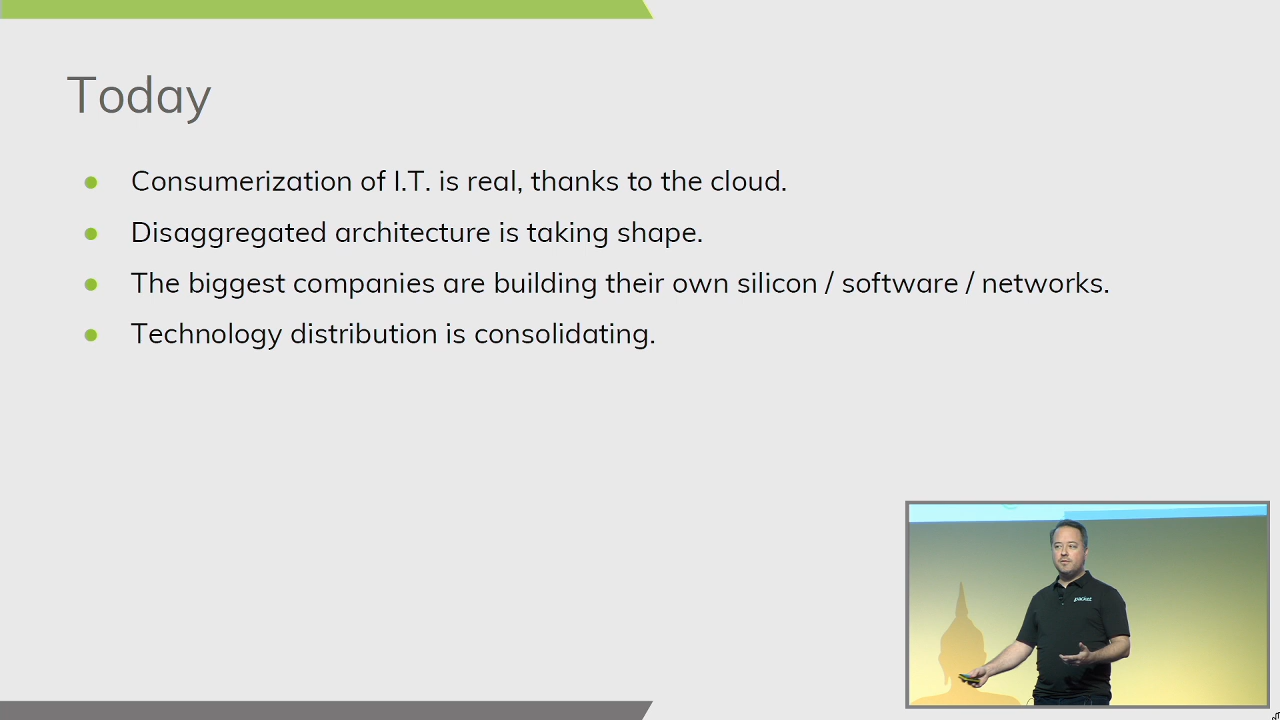 Today
Consumerization of I.T. is real, thanks to the cloud.
Disaggregated architecture is taking shape.
The biggest companies are building their own silicon / software / networks.
Technology distribution is consolidating.
packet